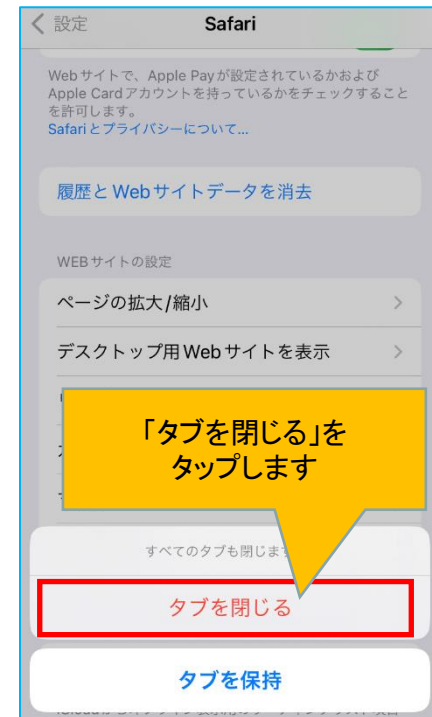 設定 Safari
Webサイトで、Apple Payが設定されているかおよび
Apple Cardアカウントを持っているかをチェックすること
を許可します。
Safariとプライバシーについて...
履歴とWebサイトデータを消去
WEBサイトの設定
ページの拡大/縮小
デスクトップ用Webサイトを表示
「タブを閉じる」を
タップします
すべてのタブも閉じます
タブを閉じる
タブを保持